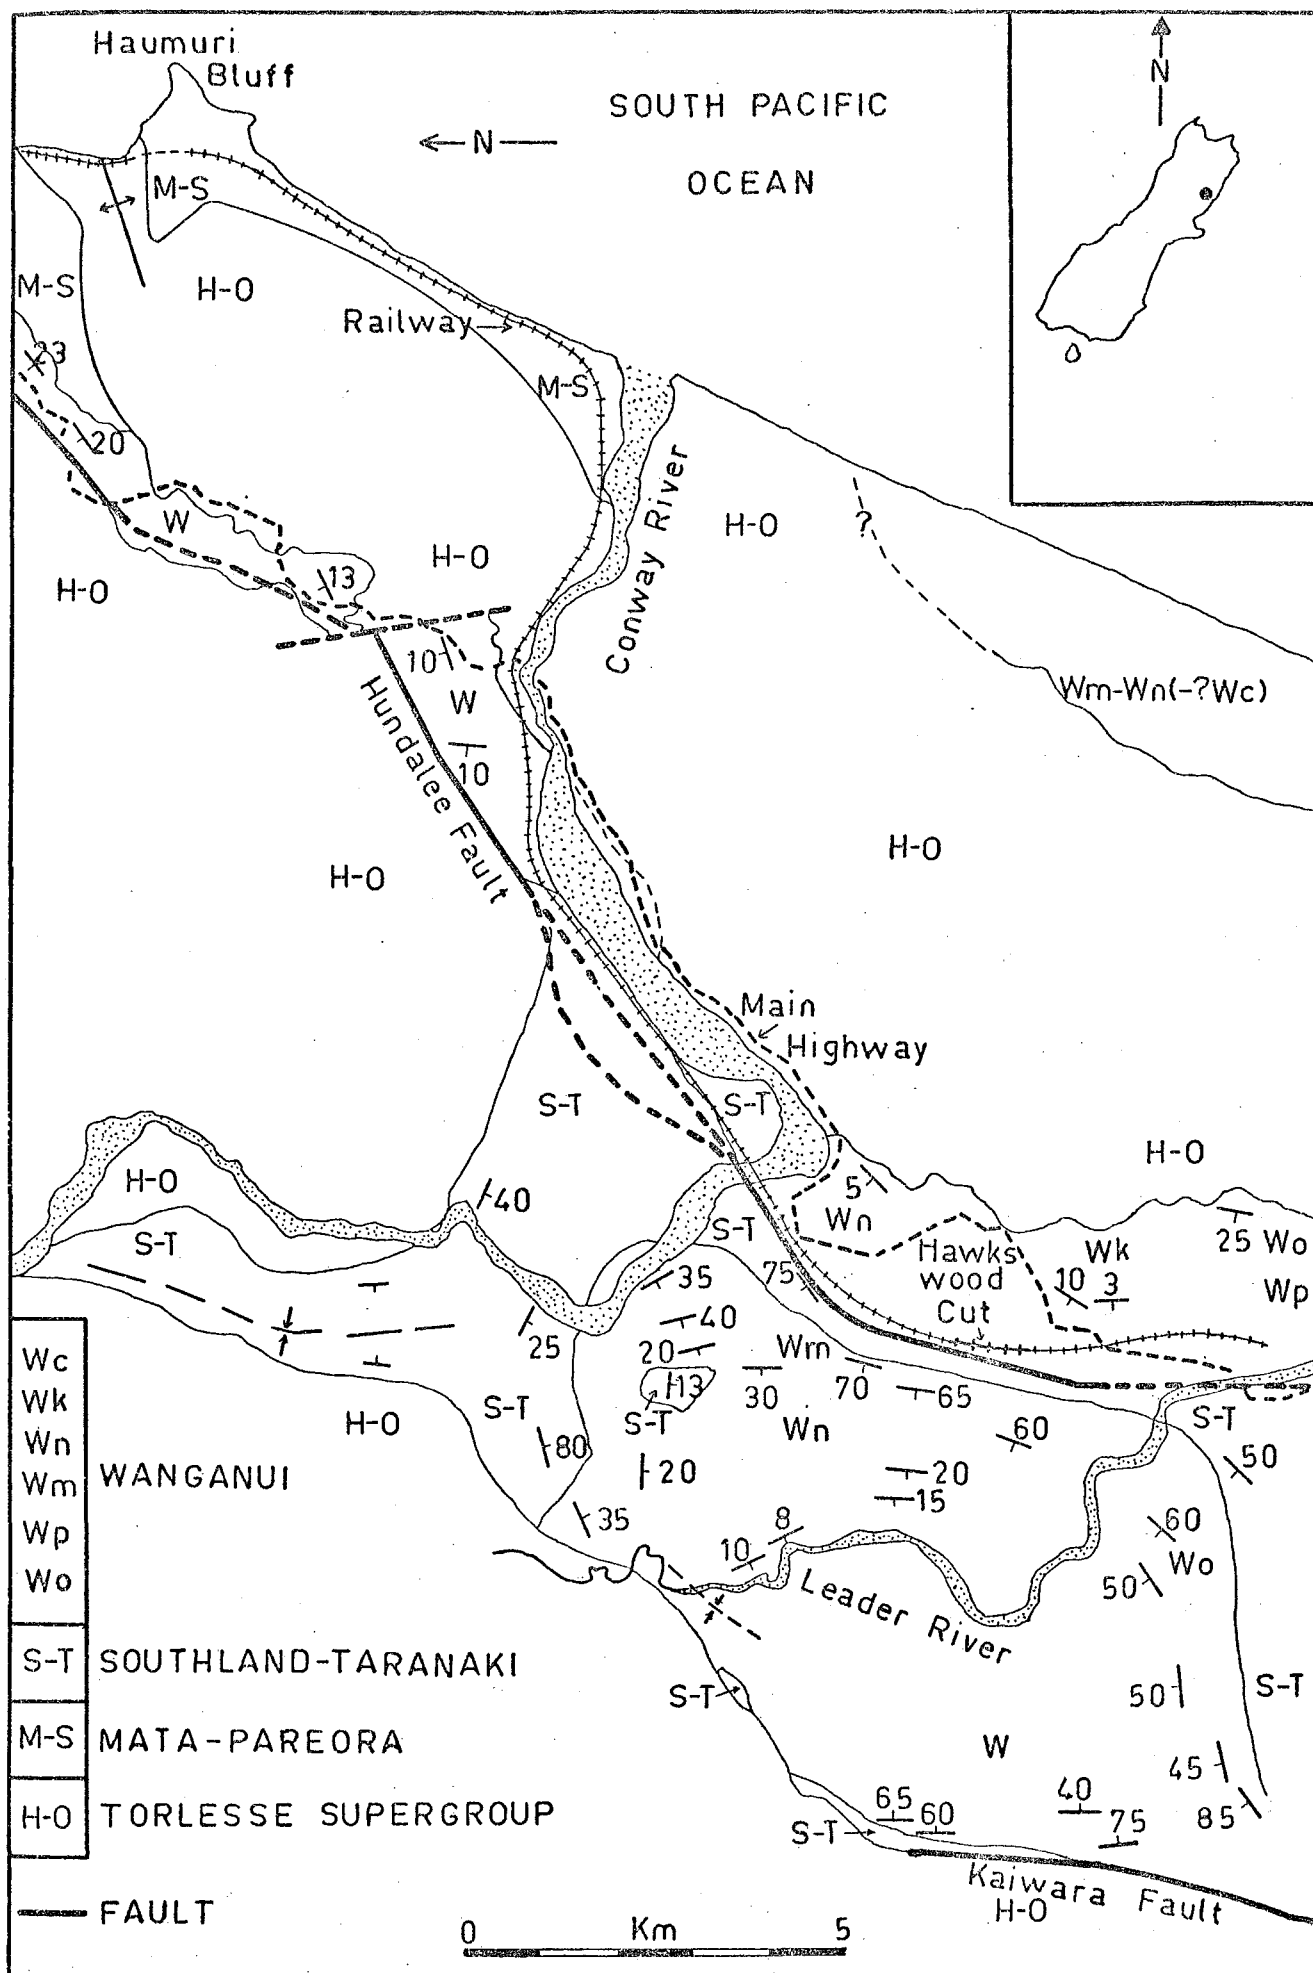 Haumuri
Bluff
SOUTH PACIFIC
OCEAN
N
N
M-S
M-S
H-O
Railway
M-S
23
20
W
H-O
13
H-O
H-O
?
Conway River
10
W
10
Wm-Wn(-?Wc)
Hundalee Fault
H-O
H-O
Main
Highway
S-T
S-T
H-O
H-O
40
5
Wn
S-T
S-T
Hawks
wood
Cut
Wk
25 Wo
Wp
10
3
35
75
40
25
20
Wm
13
30
70
65
S-T
S-T
Wn
S-T
H-O
60
80
20
20
15
50
35
8
10
60
Wo
50
Leader River
S-T
50
S-T
W
45
40
65
60
75
85
S-T
Kaiwara Fault
H-O
Wc
Wk
Wn
Wm
Wp
Wo
WANGANUI
S-T SOUTHLAND-TARANAKI
M-S MATA-PAREORA
H-O TORLESSE SUPERGROUP
FAULT
0 Km 5